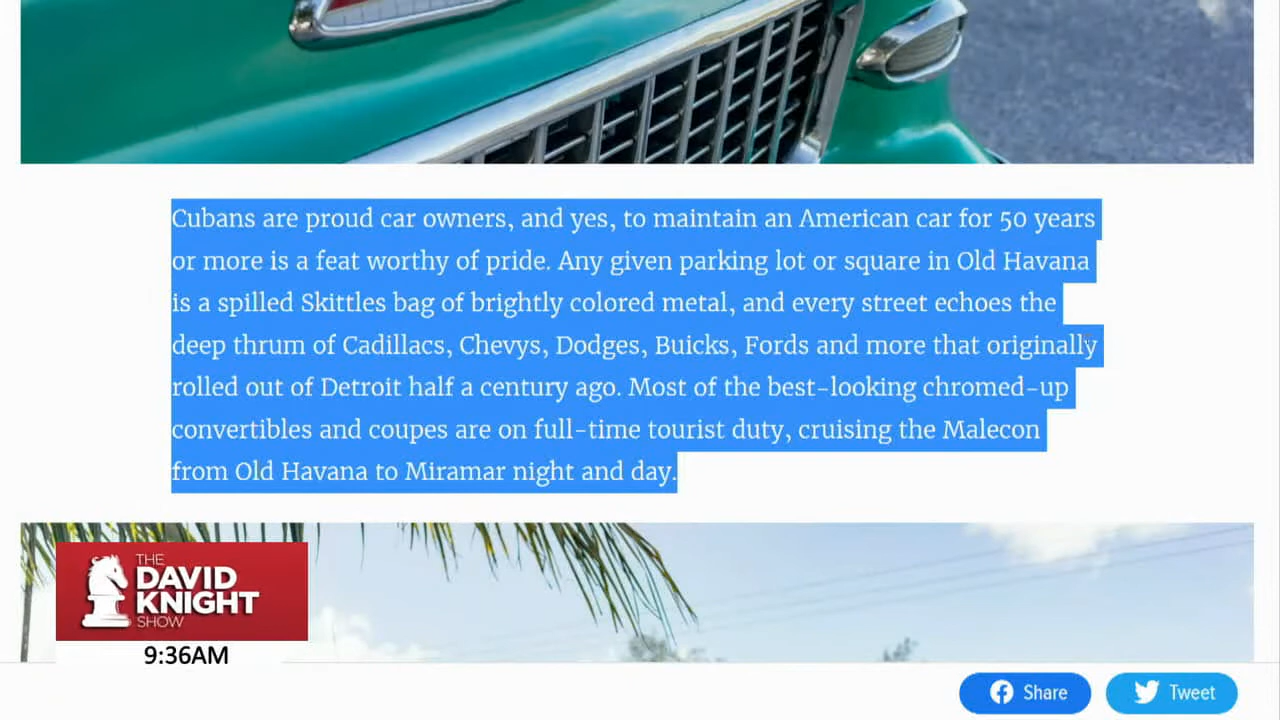 Cubans are proud car owners, and yes, to maintain an American car for 50 years
or more is a feat worthy of pride. Any given parking lot or square in Old Havana
is a spilled Skittles bag of brightly colored metal, and every street echoes the
deep thrum of Cadillacs, Chevys, Dodges, Buicks, Fords and more that originally
rolled out of Detroit half a century ago. Most of the best-looking chromed-up
convertibles and coupes are on full-time tourist duty, cruising the Malecon
from Old Havana to Miramar night and day.
THE
DAVID
KNIGHT
SHOW
9:36AM
Share
Tweet